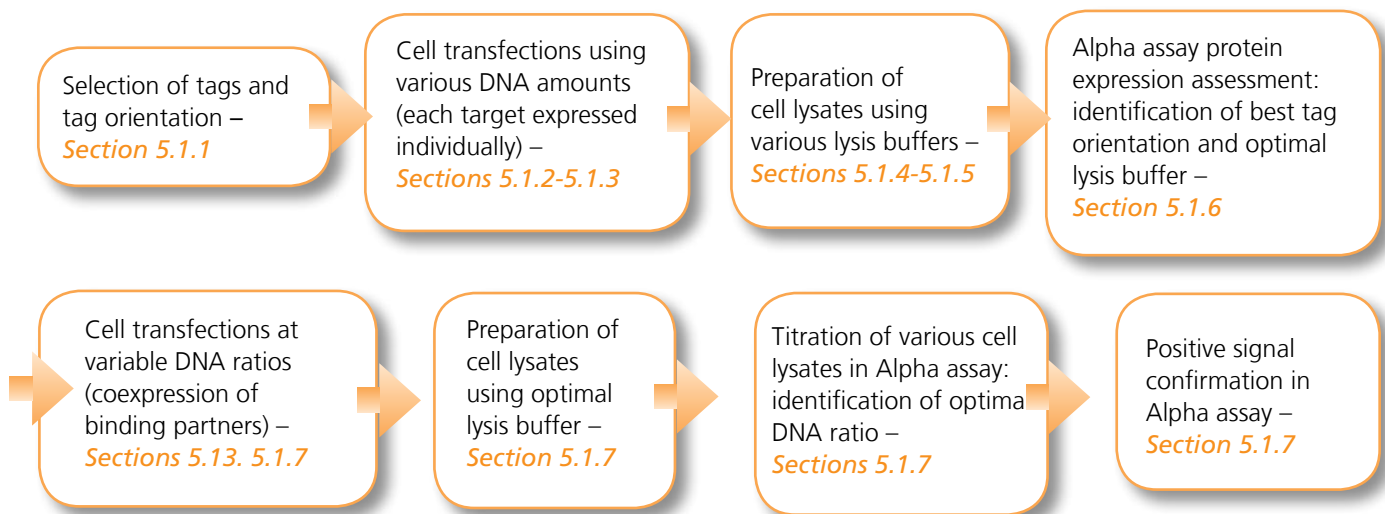 Selection of tags and
tag orientation –
Section 5.1.1
Cell transfections using
various DNA amounts
(each target expressed
individually) –
Sections 5.1.2-5.1.3
Preparation of
cell lysates using
various lysis buffers –
Sections 5.1.4-5.1.5
Alpha assay protein
expression assessment:
identification of best tag
orientation and optimal
lysis buffer –
Section 5.1.6
Cell transfections at
variable DNA ratios
(coexpression of
binding partners) –
Sections 5.13. 5.1.7
Preparation of
cell lysates
using optimal
lysis buffer –
Section 5.1.7
Titration of various cell
lysates in Alpha assay:
identification of optima
DNA ratio –
Sections 5.1.7
Positive signal
confirmation in
Alpha assay –
Section 5.1.7